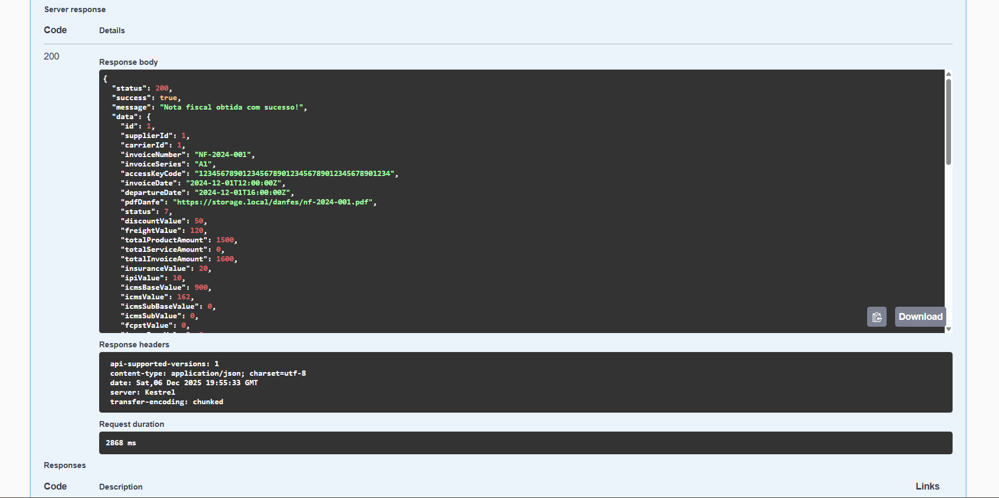 Server response
Code Details
200
Response body
{
"status": 200,
"success": true,
"message": "Nota fiscal obtida com sucesso!",
"data": {
"id": 1,
"supplierId": 1,
"carrierId": 1,
"invoiceNumber": "NF-2024-001",
"invoiceSeries": "A1",
"accessKeyCode": "12345678901234567890123456789012345678901234",
"invoiceDate": "2024-12-01T12:00:00Z",
"departureDate": "2024-12-01T16:00:00Z",
"pdfDanfe": "https://storage.local/danfes/nf-2024-001.pdf",
"status": 7,
"discountValue": 50,
"freightValue": 120,
"totalProductAmount": 1500,
"totalServiceAmount": 0,
"totalInvoiceAmount": 1600,
"insuranceValue": 20,
"ipiValue": 10,
"icmsBaseValue": 900,
"icmsValue": 162,
"icmsSubBaseValue": 0,
"icmsSubValue": 0,
"fcpstValue": 0,
Download
Response headers
api-supported-versions: 1
content-type: application/json; charset=utf-8
date: Sat,06 Dec 2025 19:55:33 GMT
server: Kestrel
transfer-encoding: chunked
Request duration
2868 ms
Responses
Code Description Links